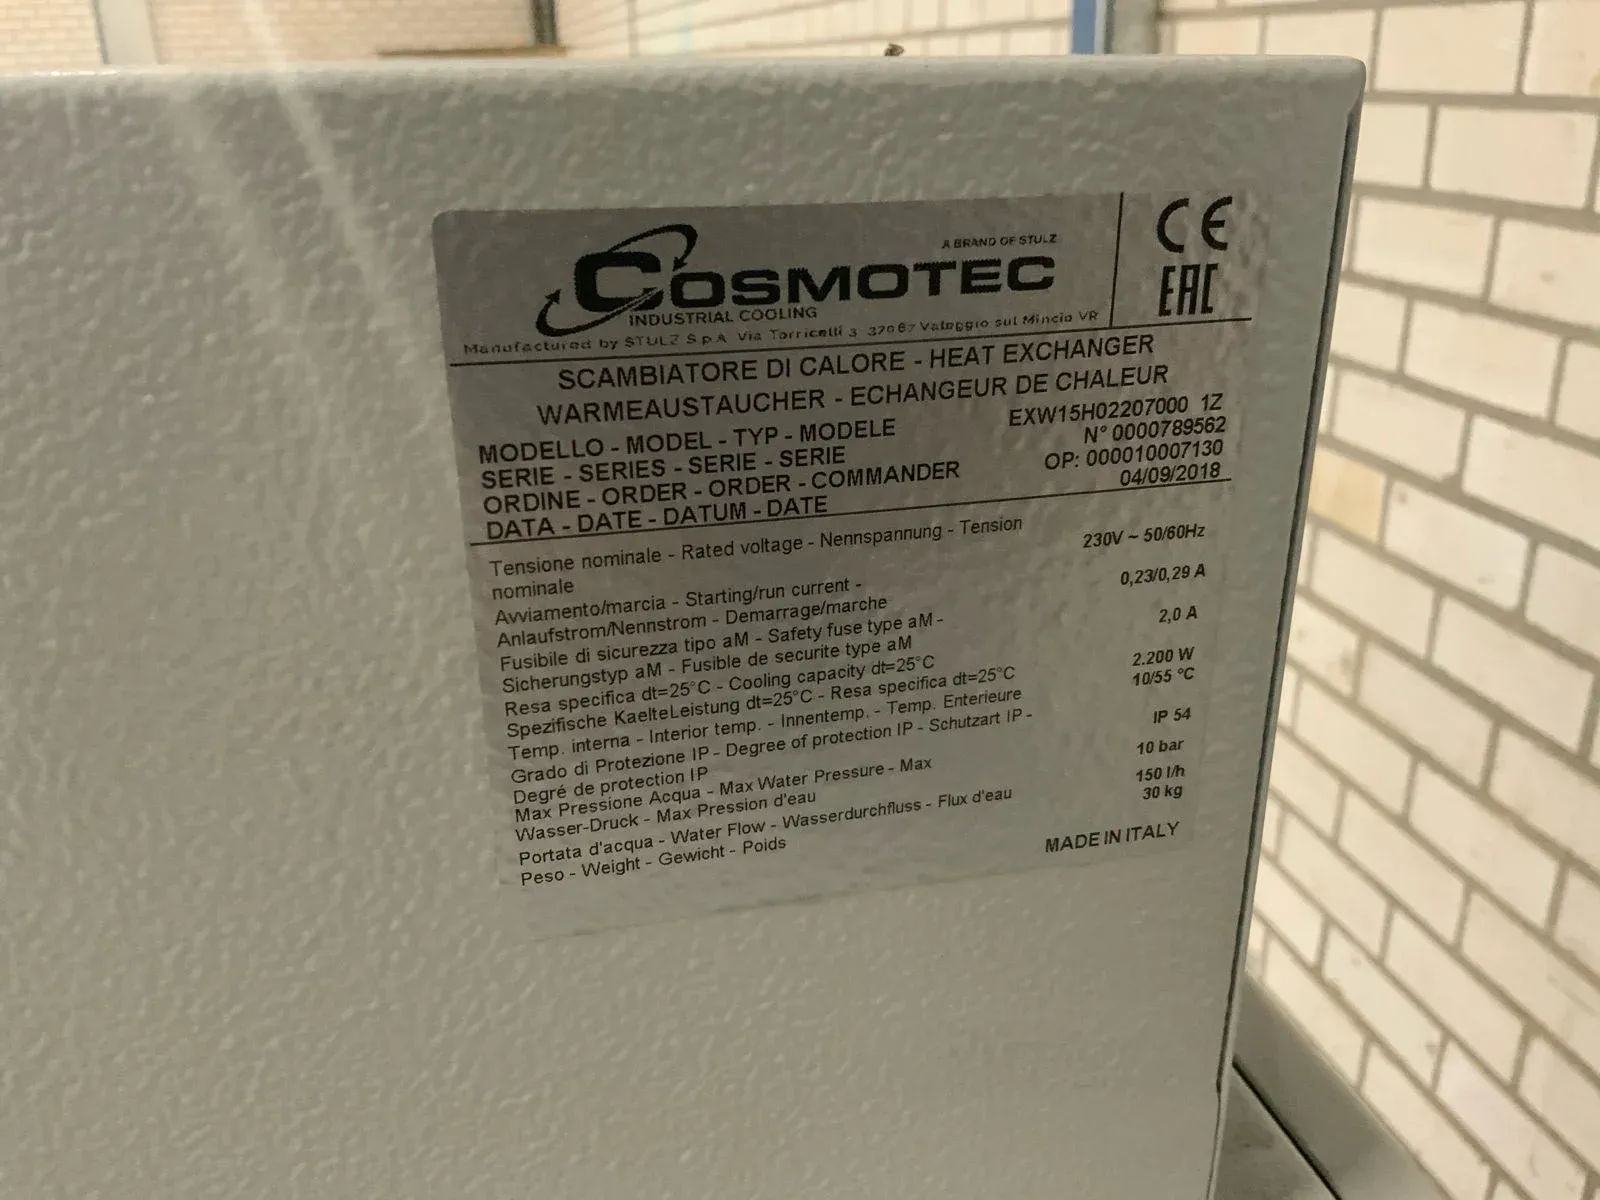 A BRAND OF STULZ
COSMOTEC
INDUSTRIAL COOLING
CE
EAC
Manufactured by STULZ S.p.A. Via Torricelli 3 37067 Valeggio sul Mincio VR
SCAMBIATORE DI CALORE - HEAT EXCHANGER
WARMEAUSTAUCHER - ECHANGEUR DE CHALEUR
MODELLO - MODEL - TYP - MODELE EXW15H02207000 1Z
SERIE - SERIES - SERIE - SERIE N° 0000789562
ORDINE - ORDER - ORDER - COMMANDER OP: 000010007130
DATA - DATE - DATUM - DATE 04/09/2018
Tensione nominale - Rated voltage - Nennspannung - Tension 230V ~ 50/60Hz
nominale
Avviamento/marcia - Starting/run current - 0,23/0,29 A
Anlaufstrom/Nennstrom - Demarrage/marche
Fusibile di sicurezza tipo aM - Safety fuse type aM - 2,0 A
Sicherungstyp aM - Fusible de securite type aM
Resa specifica dt=25°C - Cooling capacity dt=25°C 2.200 W
Spezifische KaelteLeistung dt=25°C - Resa specifica dt=25°C
Temp. interna - Interior temp. - Innentemp. - Temp. Enterieure 10/55 °C
Grado di Protezione IP - Degree of protection IP - Schutzart IP - IP 54
Degré de protection IP
Max Pressione Acqua - Max Water Pressure - Max 10 bar
Wasser-Druck - Max Pression d'eau
Portata d'acqua - Water Flow - Wasserdurchfluss - Flux d'eau 150 l/h
Peso - Weight - Gewicht - Poids 30 kg
MADE IN ITALY